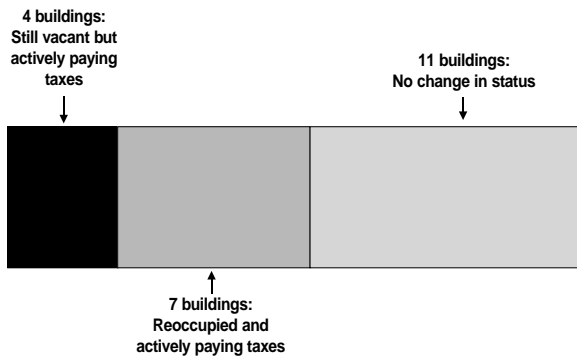 4 buildings:
Still vacant but
actively paying
taxes
11 buildings:
No change in status
7 buildings:
Reoccupied and
actively paying taxes